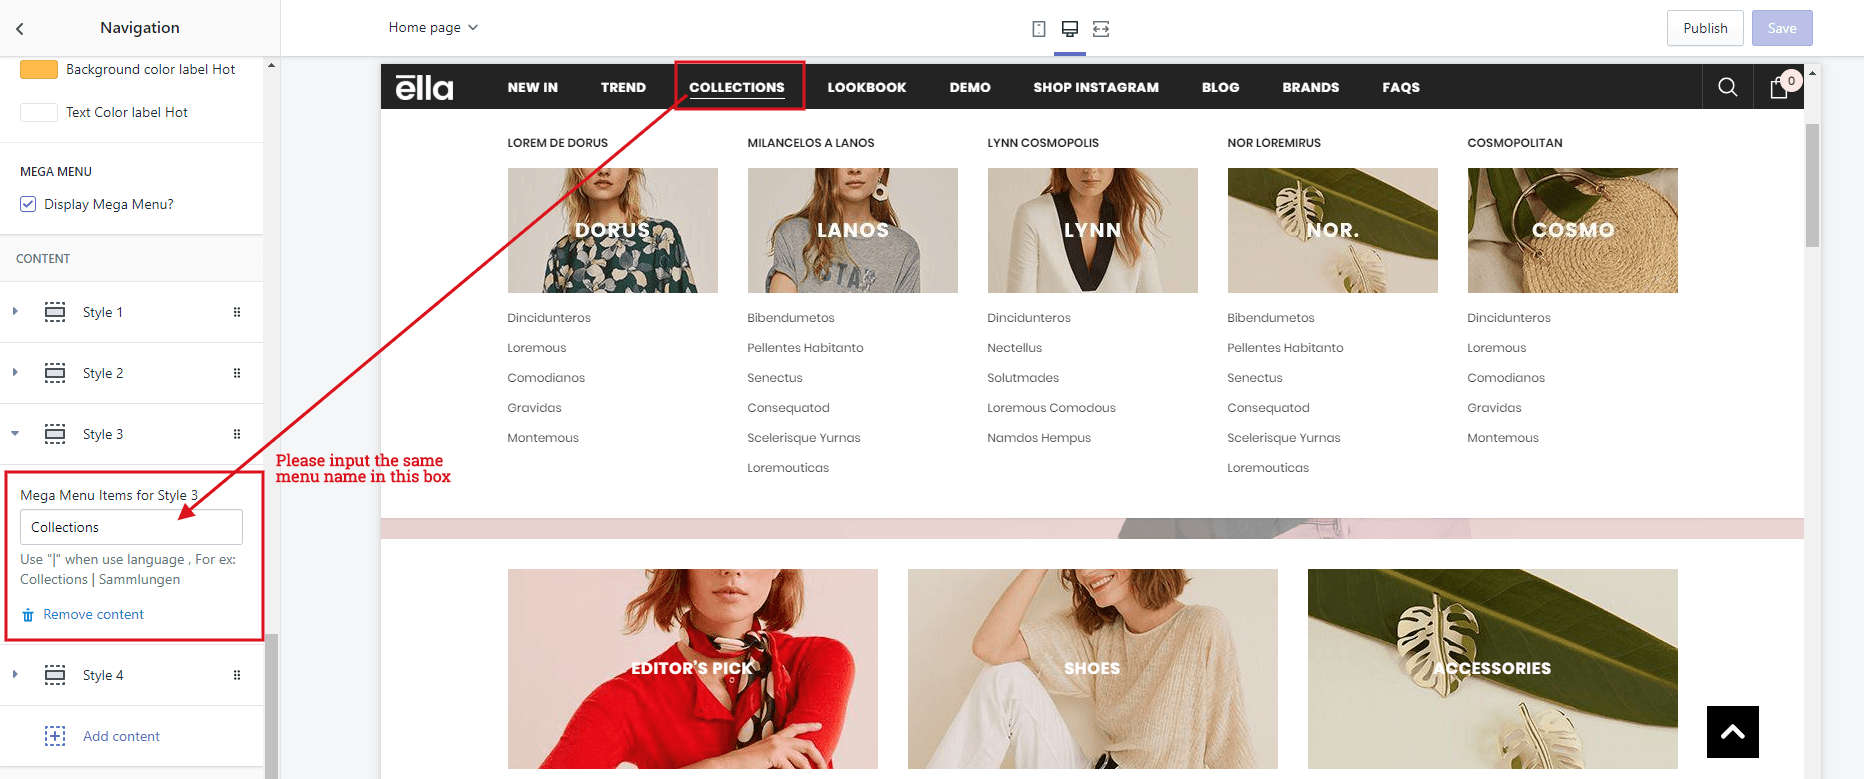 Navigation
Home page
Publish
Save
Background color label Hot
Text Color label Hot
MEGA MENU
Display Mega Menu?
CONTENT
Style 1
Style 2
Style 3
Mega Menu Items for Style 3
Collections
Use "|" when use language , For ex:
Collections | Sammlungen
Remove content
Style 4
Add content
Please input the same
menu name in this box
ella
NEW IN
TREND
COLLECTIONS
LOOKBOOK
DEMO
SHOP INSTAGRAM
BLOG
BRANDS
FAQS
0
LOREM DE DORUS
DORUS
Dincidunteros
Loremous
Comodianos
Gravidas
Montemous
MILANCELOS A LANOS
LANOS
Bibendumetos
Pellentes Habitanto
Senectus
Consequatod
Scelerisque Yurnas
Loremouticas
LYNN COSMOPOLIS
LYNN
Dincidunteros
Nectellus
Solutmades
Loremous Comodous
Namdos Hempus
NOR LOREMIRUS
NOR.
Bibendumetos
Pellentes Habitanto
Senectus
Consequatod
Scelerisque Yurnas
Loremouticas
COSMOPOLITAN
COSMO
Dincidunteros
Loremous
Comodianos
Gravidas
Montemous
EDITOR'S PICK
SHOES
ACCESSORIES